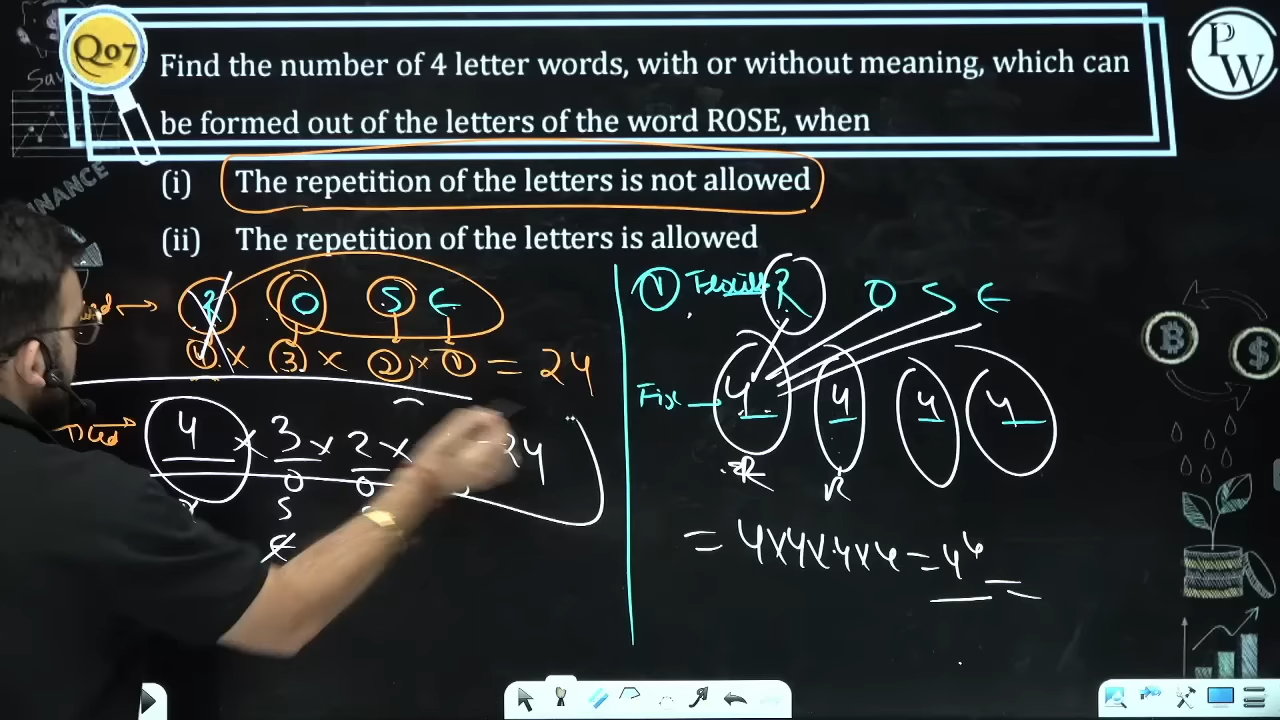 Q07
Find the number of 4 letter words, with or without meaning, which can
be formed out of the letters of the word ROSE, when
PW
(i) The repetition of the letters is not allowed
(ii) The repetition of the letters is allowed
R O S E
4 × 3 × 2 × 1 = 24
4 × 3 × 2 × 24
O O
S
R O S E
Fix 4 4 4 4
R R
= 4×4×4×4 = 4⁴